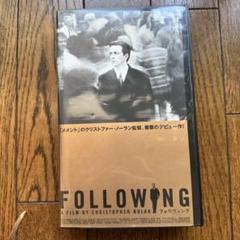 「メメント」のクリストファー・ノーラン監督、衝撃のデビュー作!
FOLLOWING
A FILM BY CHRISTOPHER NOLAN フォロウィング